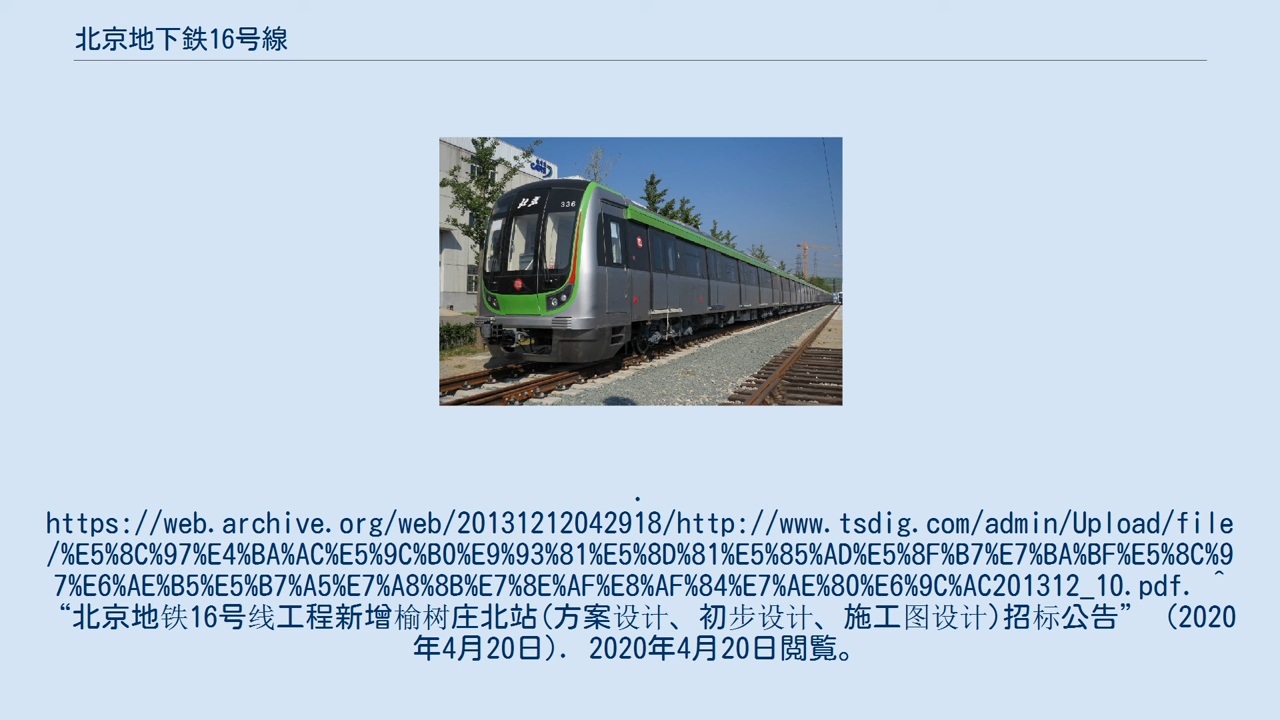 北京地下鉄16号線
336
.
https://web.archive.org/web/20131212042918/http://www.tsdig.com/admin/Upload/file
/%E5%8C%97%E4%BA%AC%E5%9C%B0%E9%93%81%E5%8D%81%E5%85%AD%E5%8F%B7%E7%BA%BF%E5%8C%9
7%E6%AE%B5%E5%B7%A5%E7%A8%8B%E7%8E%AF%E8%AF%84%E7%AE%80%E6%9C%AC201312_10.pdf. ^
“北京地铁16号线工程新增榆树庄北站(方案设计、初步设计、施工图设计)招标公告” (2020
年4月20日). 2020年4月20日閲覧。